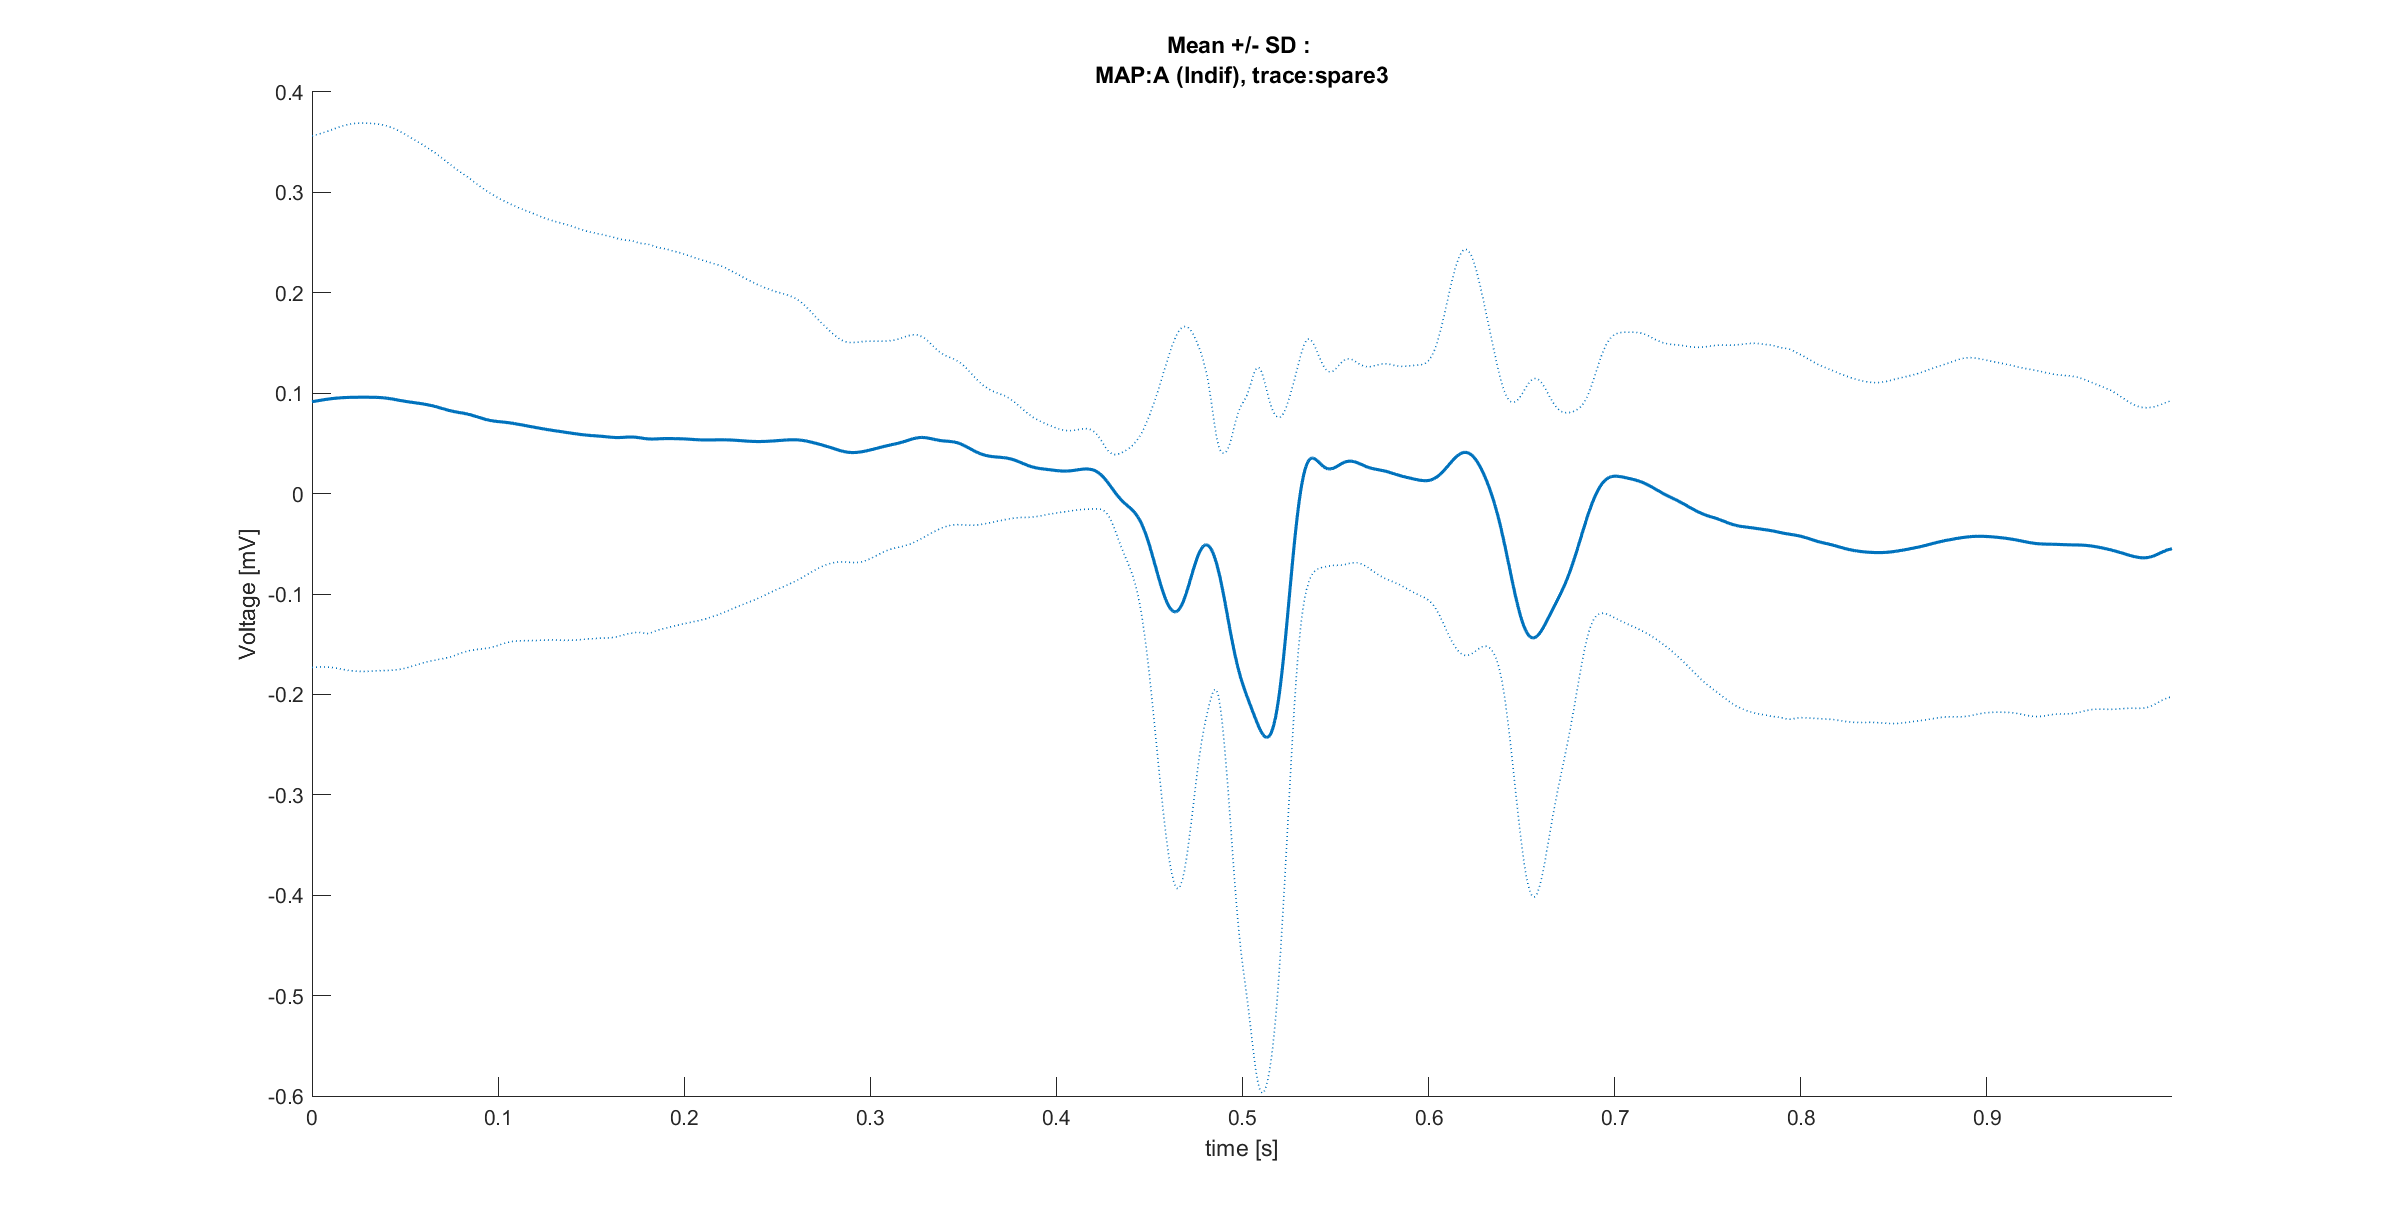 Mean +/- SD :
MAP:A (Indif), trace:spare3
0.4
0.3
0.2
0.1
0
-0.1
-0.2
-0.3
-0.4
-0.5
-0.6
Voltage [mV]
0 0.1 0.2 0.3 0.4 0.5 0.6 0.7 0.8 0.9
time [s]